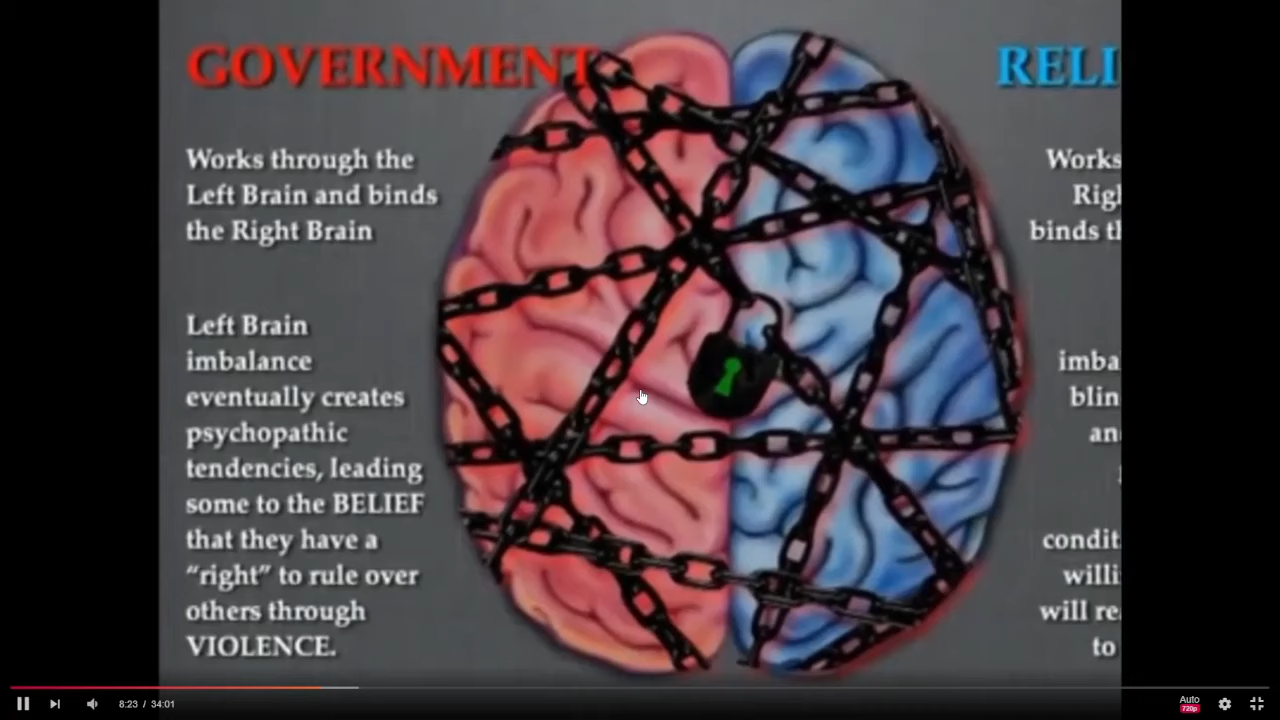 GOVERNMENT
Works through the
Left Brain and binds
the Right Brain
Left Brain
imbalance
eventually creates
psychopathic
tendencies, leading
some to the BELIEF
that they have a
“right” to rule over
others through
VIOLENCE.
RELI
Works
Righ
binds th
imba
blin
an
condit
willi
will re
to
8:23 / 34:01
Auto
720p